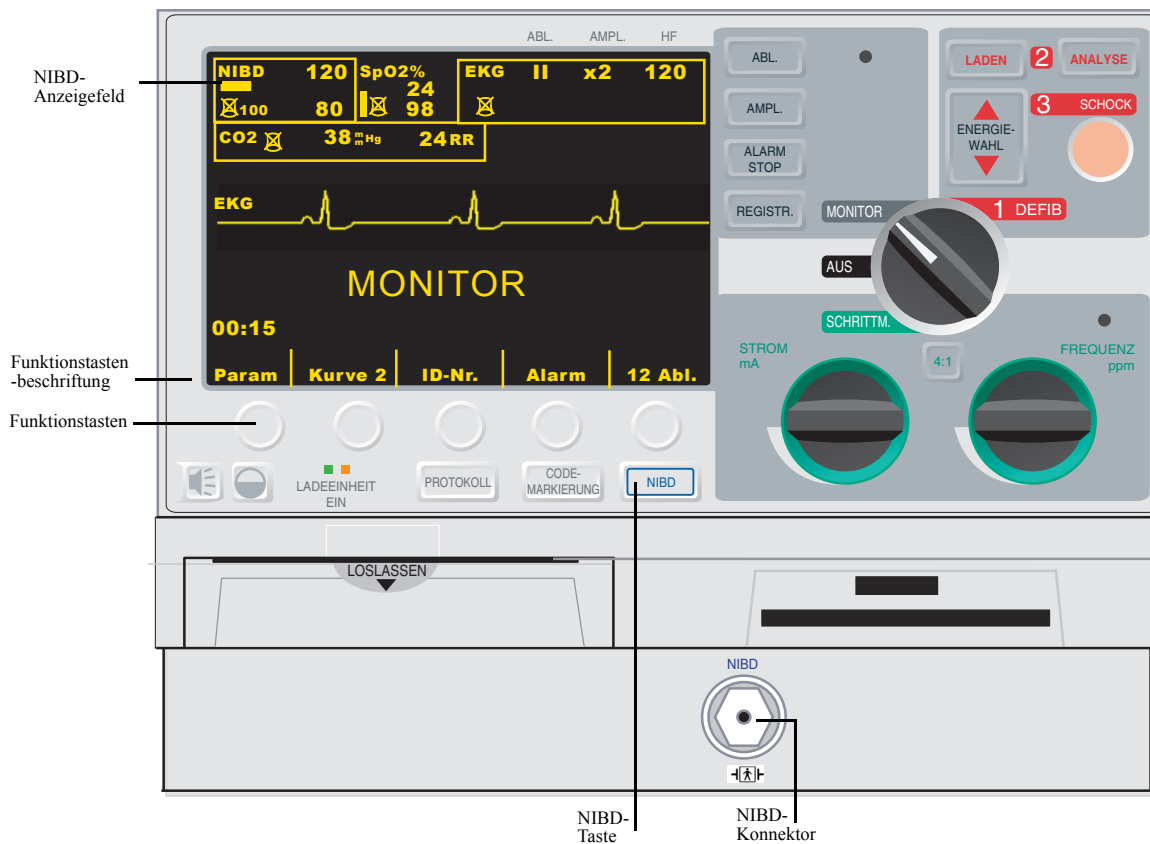 ABL. AMPL. HF
NIBD-
Anzeigefeld
NIBD 120
100 80
SpO2%
24
98
EKG II x2 120
CO2 38 mmHg 24 RR
EKG
MONITOR
00:15
Funktionstasten
-beschriftung
Param Kurve 2 ID-Nr. Alarm 12 Abl.
Funktionstasten
LADEEINHEIT
EIN
PROTOKOLL
CODE-
MARKIERUNG
NIBD
ABL.
AMPL.
ALARM
STOP
REGISTR.
LADEN 2 ANALYSE
3 SCHOCK
ENERGIE-
WAHL
1 DEFIB
MONITOR
AUS
SCHRITTM.
STROM
mA
4:1
FREQUENZ
ppm
LOSLASSEN
NIBD
NIBD-
Taste
NIBD-
Konnektor